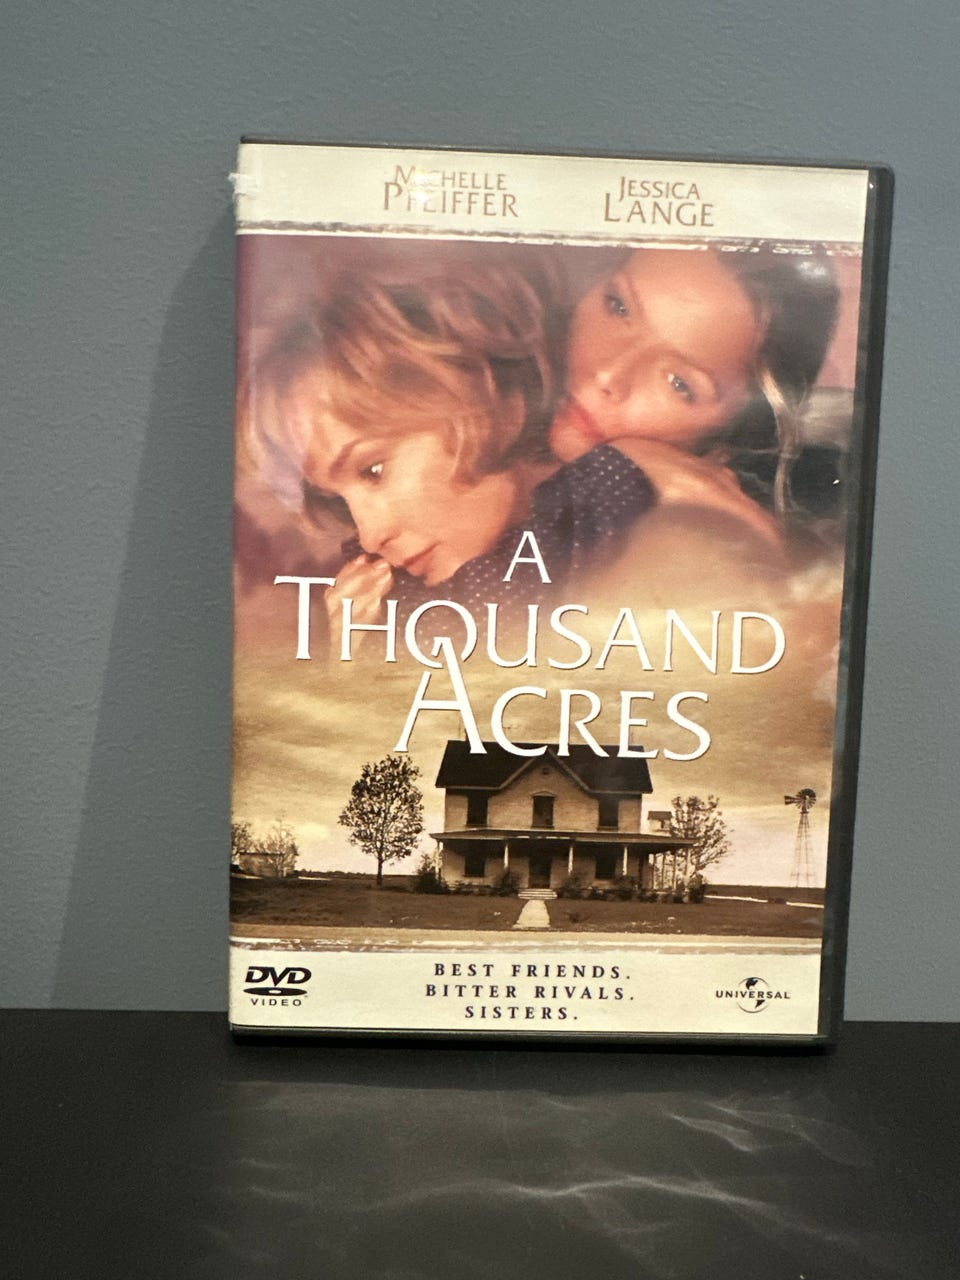 MICHELLE
PFEIFFER
JESSICA
LANGE
A
THOUSAND
ACRES
DVD
VIDEO
BEST FRIENDS.
BITTER RIVALS.
SISTERS.
UNIVERSAL